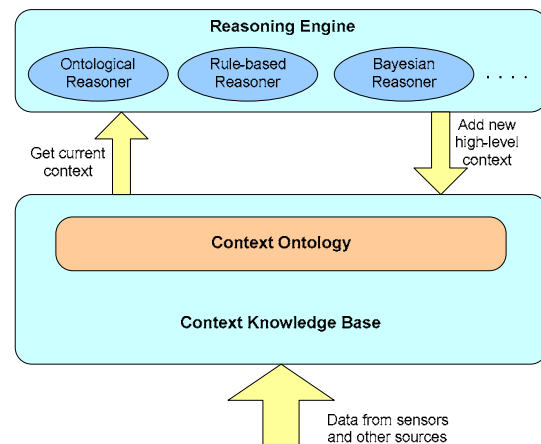 Reasoning Engine
Ontological
Reasoner
Rule-based
Reasoner
Bayesian
Reasoner
. . . .
Get current
context
Add new
high-level
context
Context Ontology
Context Knowledge Base
Data from sensors
and other sources